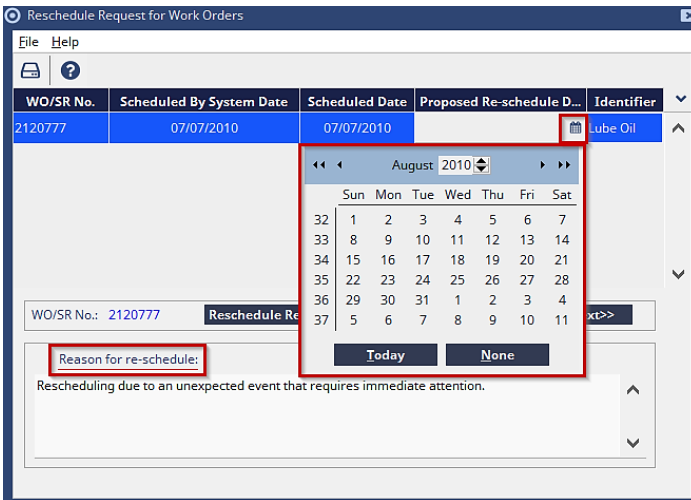 Reschedule Request for Work Orders
File Help
WO/SR No. Scheduled By System Date Scheduled Date Proposed Re-schedule D... Identifier
2120777 07/07/2010 07/07/2010 Lube Oil
August 2010
Sun Mon Tue Wed Thu Fri Sat
32 1 2 3 4 5 6 7
33 8 9 10 11 12 13 14
34 15 16 17 18 19 20 21
35 22 23 24 25 26 27 28
36 29 30 31 1 2 3 4
37 5 6 7 8 9 10 11
Today None
WO/SR No.: 2120777 Reschedule Re xt>>
Reason for re-schedule:
Rescheduling due to an unexpected event that requires immediate attention.